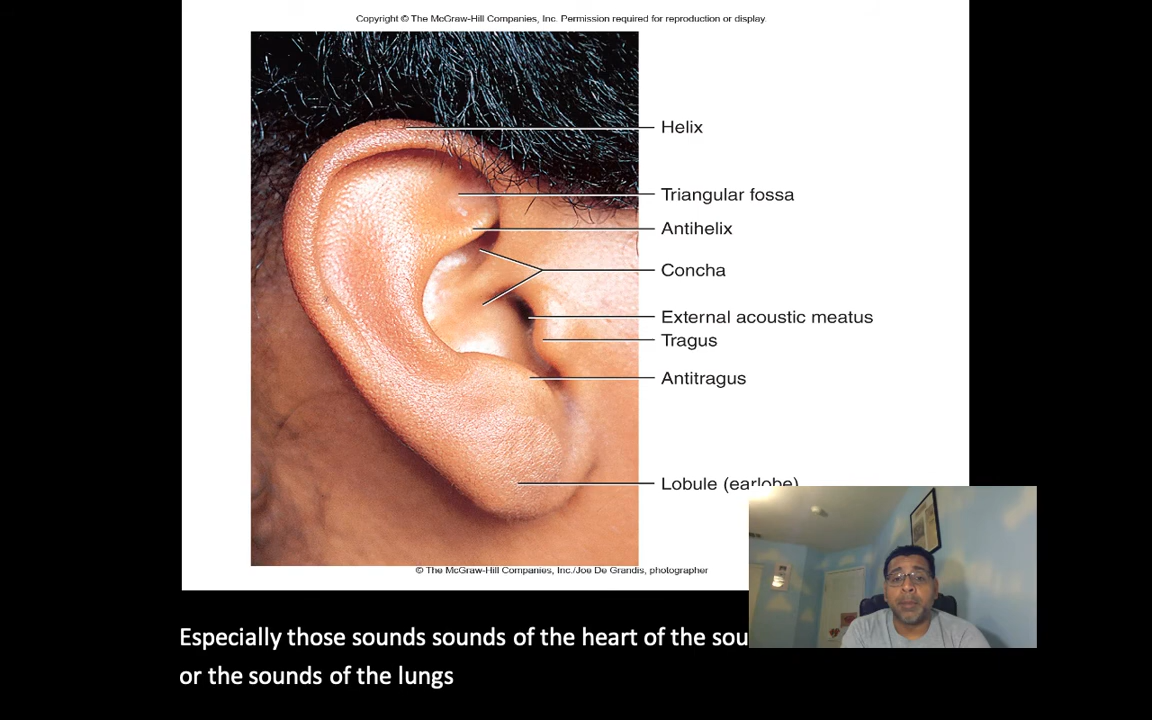 Copyright © The McGraw-Hill Companies, Inc. Permission required for reproduction or display.
Helix
Triangular fossa
Antihelix
Concha
External acoustic meatus
Tragus
Antitragus
Lobule (earlobe)
© The McGraw-Hill Companies, Inc./Joe De Grandis, photographer
Especially those sounds sounds of the heart of the
or the sounds of the lungs